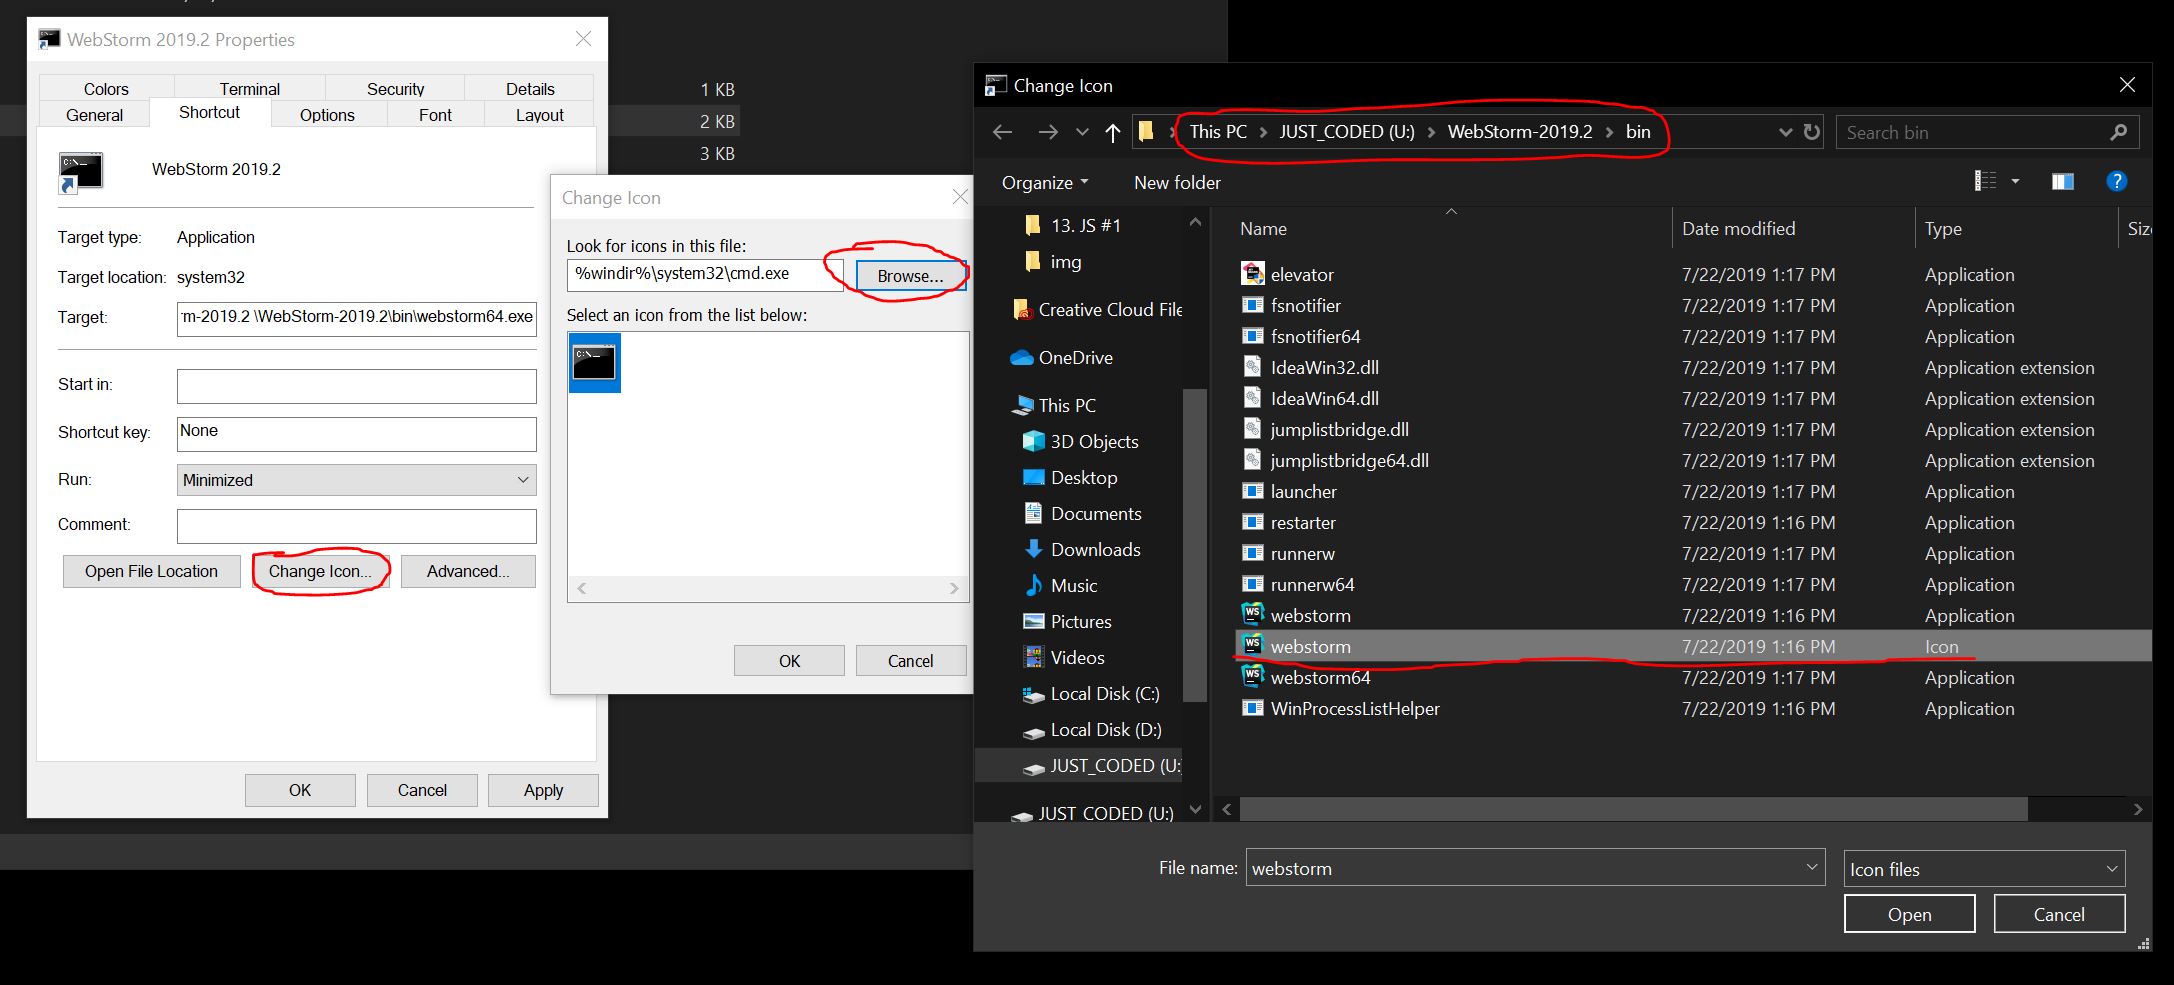 WebStorm 2019.2 Properties
Colors Terminal Security Details
General Shortcut Options Font Layout
WebStorm 2019.2
Target type: Application
Target location: system32
Target: m-2019.2 \WebStorm-2019.2\bin\webstorm64.exe
Start in:
Shortcut key: None
Run: Minimized
Comment:
Open File Location Change Icon... Advanced...
OK Cancel Apply
1 KB
2 KB
3 KB
Change Icon
Look for icons in this file:
%windir%\system32\cmd.exe Browse...
Select an icon from the list below:
C:\
OK Cancel
Change Icon
This PC > JUST_CODED (U:) > WebStorm-2019.2 > bin
Search bin
Organize New folder
13. JS #1
img
Creative Cloud File
OneDrive
This PC
3D Objects
Desktop
Documents
Downloads
Music
Pictures
Videos
Local Disk (C:)
Local Disk (D:)
JUST_CODED (U:
JUST_CODED (U:)
Name Date modified Type Siz
elevator 7/22/2019 1:17 PM Application
fsnotifier 7/22/2019 1:17 PM Application
fsnotifier64 7/22/2019 1:17 PM Application
IdeaWin32.dll 7/22/2019 1:17 PM Application extension
IdeaWin64.dll 7/22/2019 1:17 PM Application extension
jumplistbridge.dll 7/22/2019 1:17 PM Application extension
jumplistbridge64.dll 7/22/2019 1:17 PM Application extension
launcher 7/22/2019 1:17 PM Application
restarter 7/22/2019 1:16 PM Application
runnerw 7/22/2019 1:17 PM Application
runnerw64 7/22/2019 1:17 PM Application
WS webstorm 7/22/2019 1:16 PM Application
WS webstorm 7/22/2019 1:16 PM Icon
WS webstorm64 7/22/2019 1:17 PM Application
WinProcessListHelper 7/22/2019 1:16 PM Application
File name: webstorm Icon files
Open Cancel